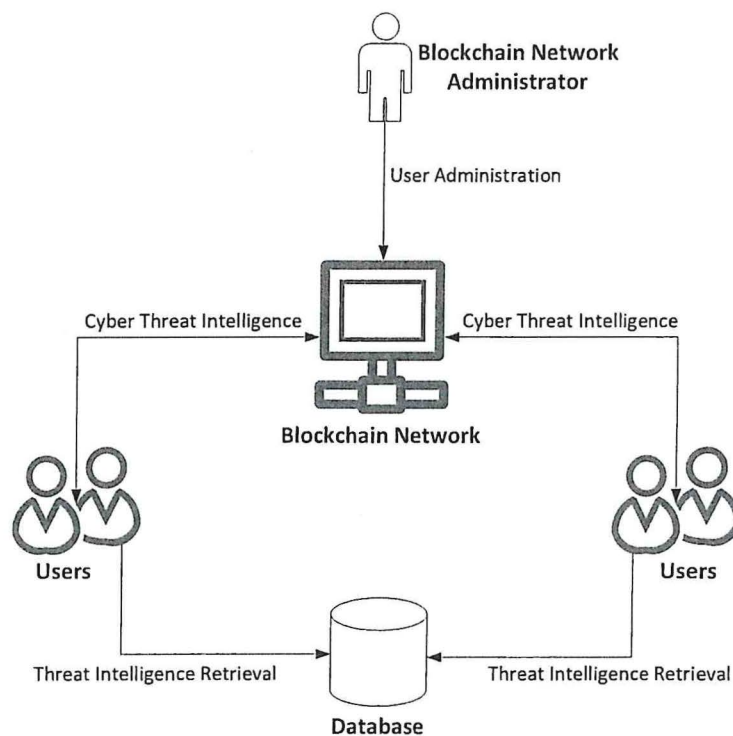 Blockchain Network
Administrator
User Administration
Cyber Threat Intelligence
Cyber Threat Intelligence
Blockchain Network
Users
Users
Threat Intelligence Retrieval
Threat Intelligence Retrieval
Database